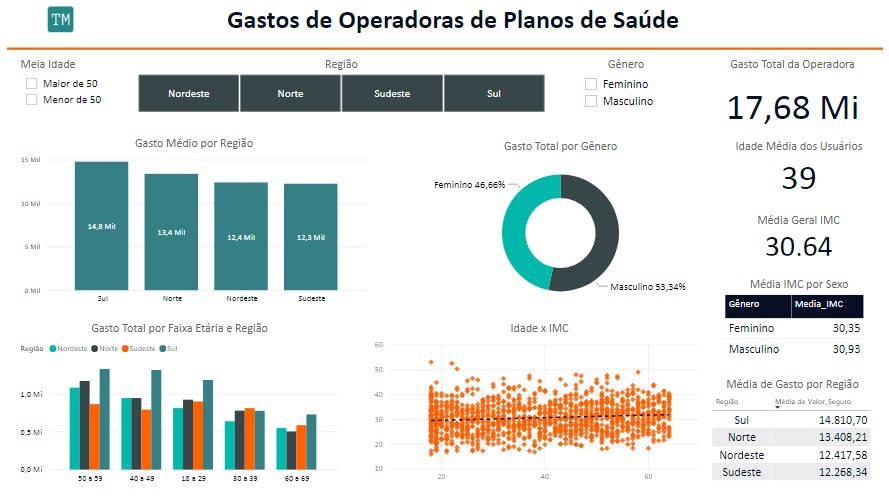 TM
Gastos de Operadoras de Planos de Saúde
Meia Idade
Maior de 50
Menor de 50
Região
Nordeste
Norte
Sudeste
Sul
Gênero
Feminino
Masculino
Gasto Total da Operadora
17,68 Mi
Gasto Médio por Região
15 Mil
10 Mil
5 Mil
0 Mil
14,8 Mil
13,4 Mil
12,4 Mil
12,3 Mil
Sul
Norte
Nordeste
Sudeste
Gasto Total por Gênero
Feminino 46,66%
Masculino 53,34%
Idade Média dos Usuários
39
Média Geral IMC
30.64
Média IMC por Sexo
Gênero Media_IMC
Feminino 30,35
Masculino 30,93
Gasto Total por Faixa Etária e Região
Região Nordeste Norte Sudeste Sul
1,0 Mi
0,5 Mi
0,0 Mi
50 a 59
40 a 49
18 a 29
30 a 39
60 a 69
Idade x IMC
60
50
40
30
20
10
20
40
60
Média de Gasto por Região
Região Média de Valor_Seguro
Sul 14.810,70
Norte 13.408,21
Nordeste 12.417,58
Sudeste 12.268,34